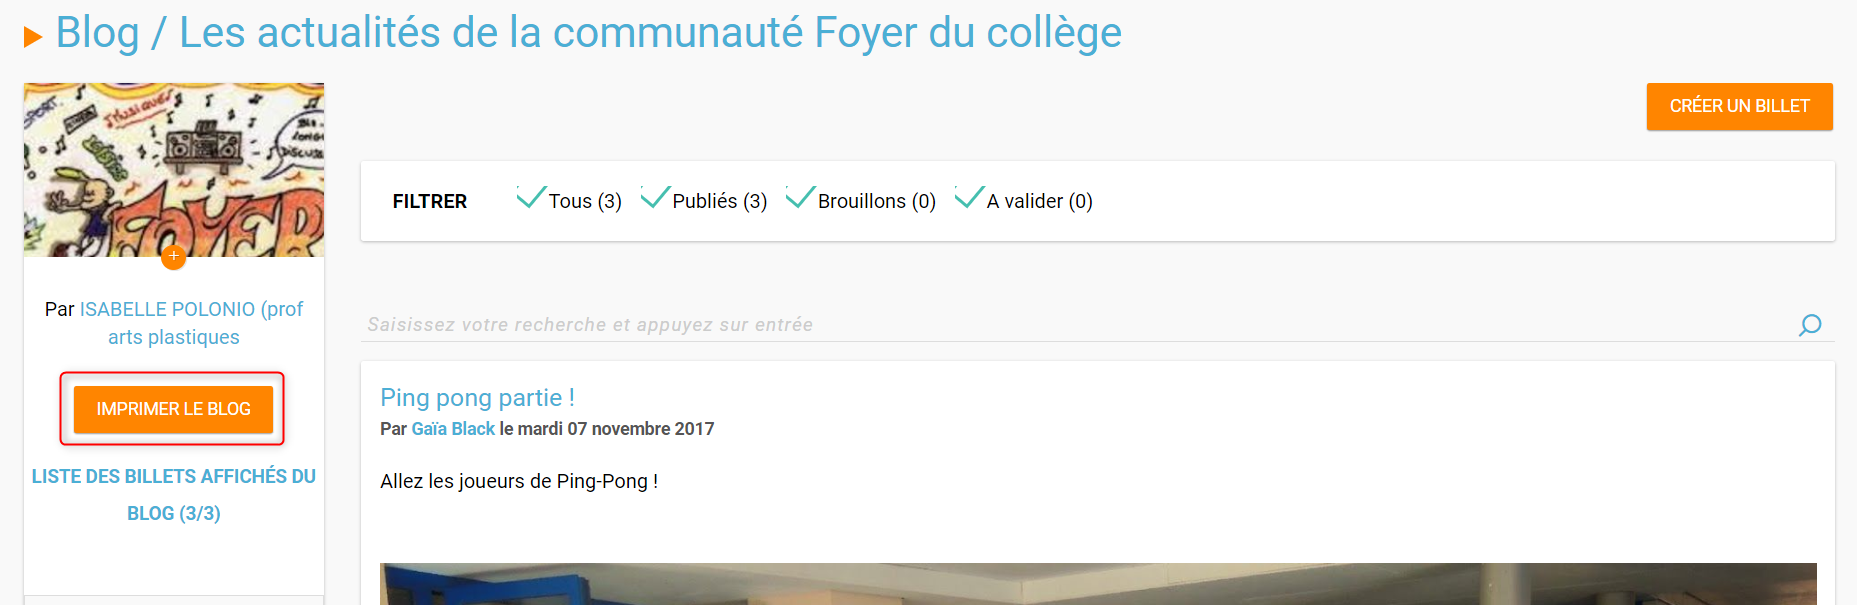 Blog / Les actualités de la communauté Foyer du collège
SPORT.
Musiques
FOYER
+
Par ISABELLE POLONIO (prof
arts plastiques
IMPRIMER LE BLOG
LISTE DES BILLETS AFFICHÉS DU
BLOG (3/3)
CRÉER UN BILLET
FILTRER Tous (3) Publiés (3) Brouillons (0) A valider (0)
Saisissez votre recherche et appuyez sur entrée
Ping pong partie !
Par Gaïa Black le mardi 07 novembre 2017
Allez les joueurs de Ping-Pong !